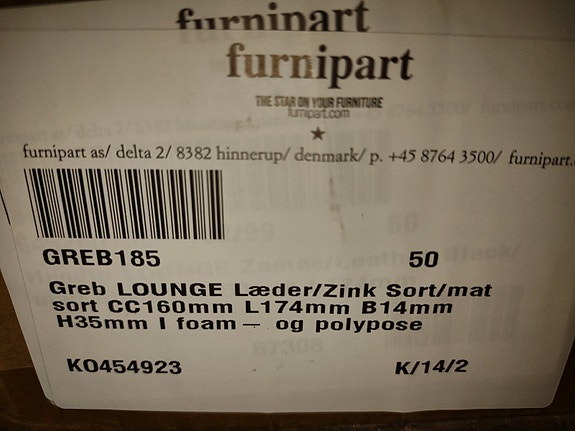 furnipart
furnipart
THE STAR ON YOUR FURNITURE
furnipart.com
furnipart as/ delta 2/ 8382 hinnerup/ denmark/ p. +45 8764 3500/ furnipart.
GREB185 50
Greb LOUNGE Læder/Zink Sort/mat
sort CC160mm L174mm B14mm
H35mm I foam – og polypose
KO454923 K/14/2